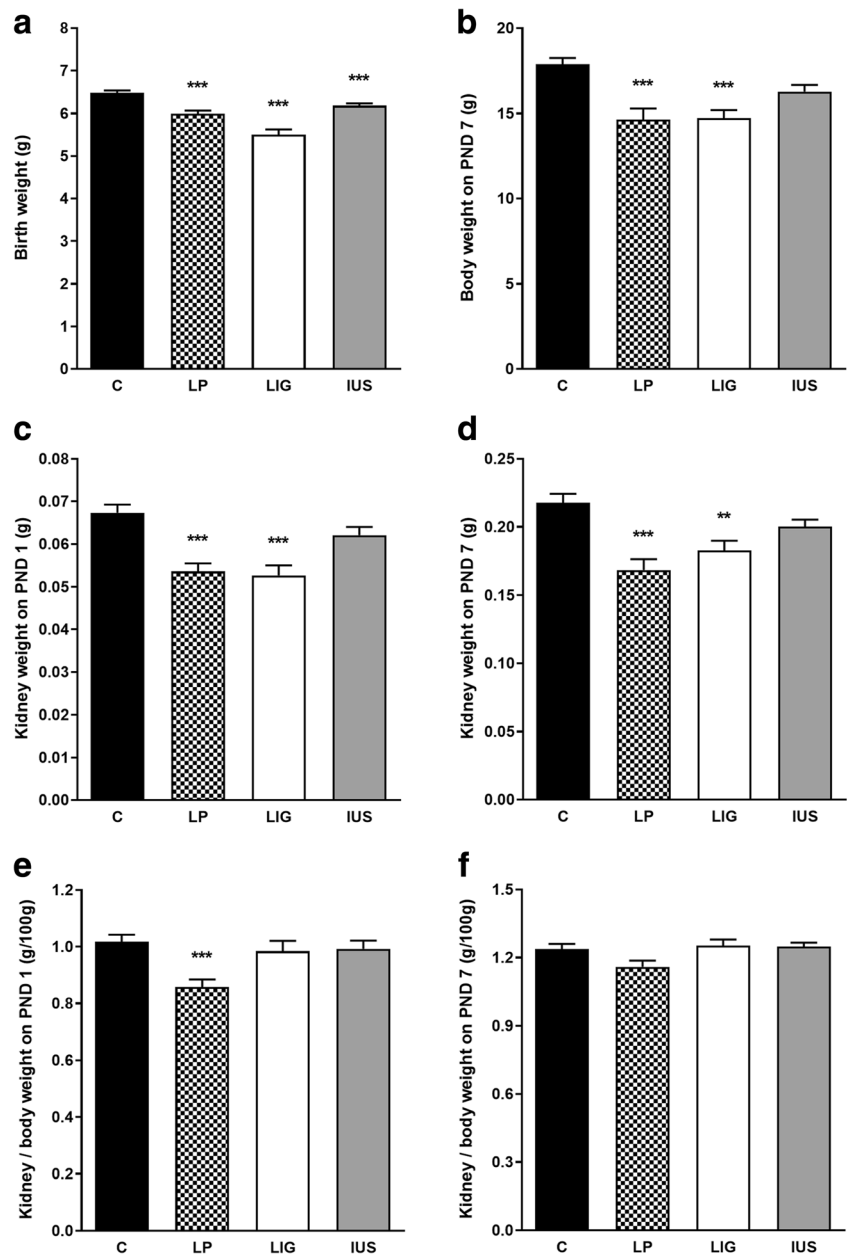 a
Birth weight (g)
8
7
6
5
4
3
2
1
0
***
***
***
C LP LIG IUS
b
Body weight on PND 7 (g)
20
15
10
5
0
***
***
C LP LIG IUS
c
Kidney weight on PND 1 (g)
0.08
0.07
0.06
0.05
0.04
0.03
0.02
0.01
0.00
***
***
C LP LIG IUS
d
Kidney weight on PND 7 (g)
0.25
0.20
0.15
0.10
0.05
0.00
***
**
C LP LIG IUS
e
Kidney / body weight on PND 1 (g/100g)
1.2
1.0
0.8
0.6
0.4
0.2
0.0
***
C LP LIG IUS
f
Kidney / body weight on PND 7 (g/100g)
1.5
1.2
0.9
0.6
0.3
0.0
C LP LIG IUS